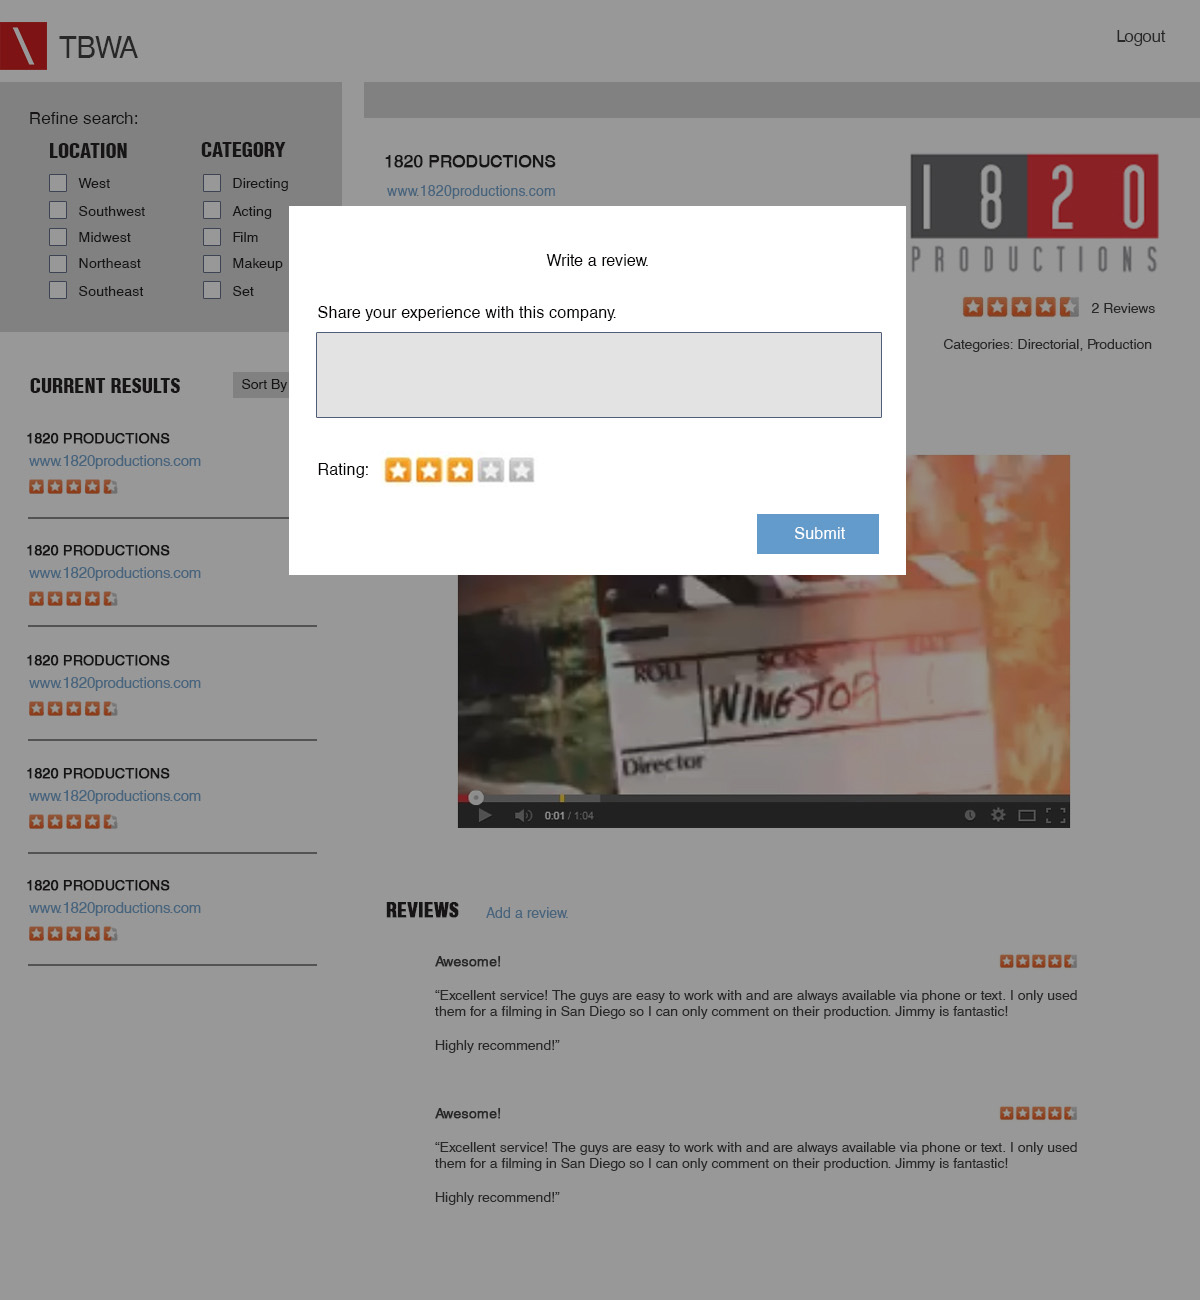 TBWA
Logout
Refine search:
LOCATION
West
Southwest
Midwest
Northeast
Southeast
CATEGORY
Directing
Acting
Film
Makeup
Set
CURRENT RESULTS
Sort By
1820 PRODUCTIONS
www.1820productions.com
1820 PRODUCTIONS
www.1820productions.com
1820 PRODUCTIONS
www.1820productions.com
1820 PRODUCTIONS
www.1820productions.com
1820 PRODUCTIONS
www.1820productions.com
1820 PRODUCTIONS
www.1820productions.com
1820
PRODUCTIONS
2 Reviews
Categories: Directorial, Production
Write a review.
Share your experience with this company.
Rating:
Submit
ROLL
SCENE
WINGSTOP
Director
0:01 / 1:04
REVIEWS
Add a review.
Awesome!
“Excellent service! The guys are easy to work with and are always available via phone or text. I only used
them for a filming in San Diego so I can only comment on their production. Jimmy is fantastic!
Highly recommend!”
Awesome!
“Excellent service! The guys are easy to work with and are always available via phone or text. I only used
them for a filming in San Diego so I can only comment on their production. Jimmy is fantastic!
Highly recommend!”